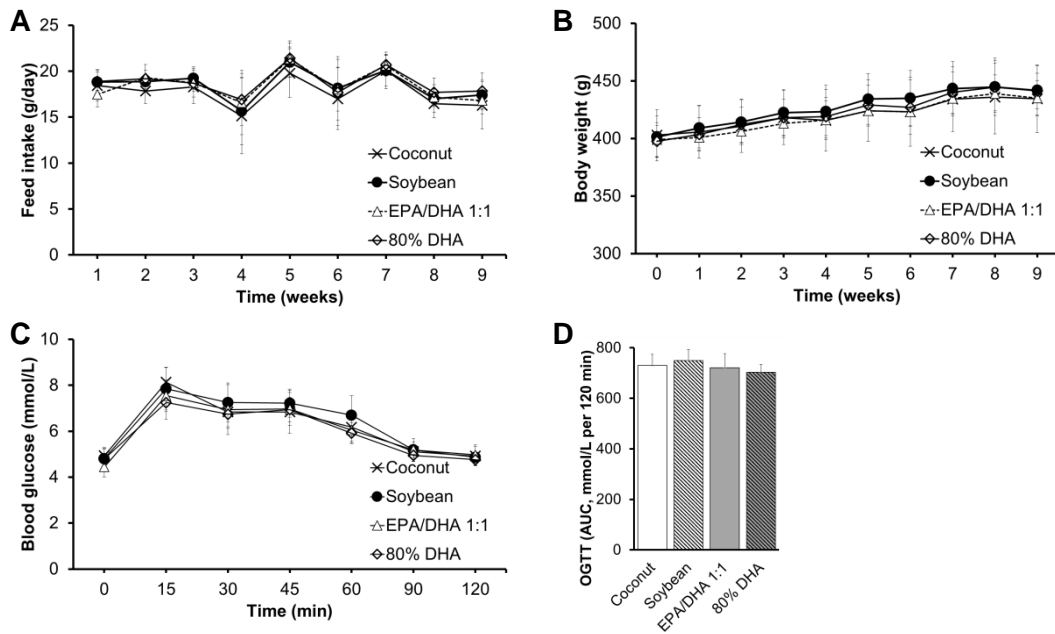 A
Feed intake (g/day)
25
20
15
10
5
0
Coconut
Soybean
EPA/DHA 1:1
80% DHA
1 2 3 4 5 6 7 8 9
Time (weeks)
B
Body weight (g)
500
450
400
350
300
Coconut
Soybean
EPA/DHA 1:1
80% DHA
0 1 2 3 4 5 6 7 8 9
Time (weeks)
C
Blood glucose (mmol/L)
10
8
6
4
2
0
Coconut
Soybean
EPA/DHA 1:1
80% DHA
0 15 30 45 60 90 120
Time (min)
D
OGTT (AUC, mmol/L per 120 min)
800
600
400
200
0
Coconut
Soybean
EPA/DHA 1:1
80% DHA